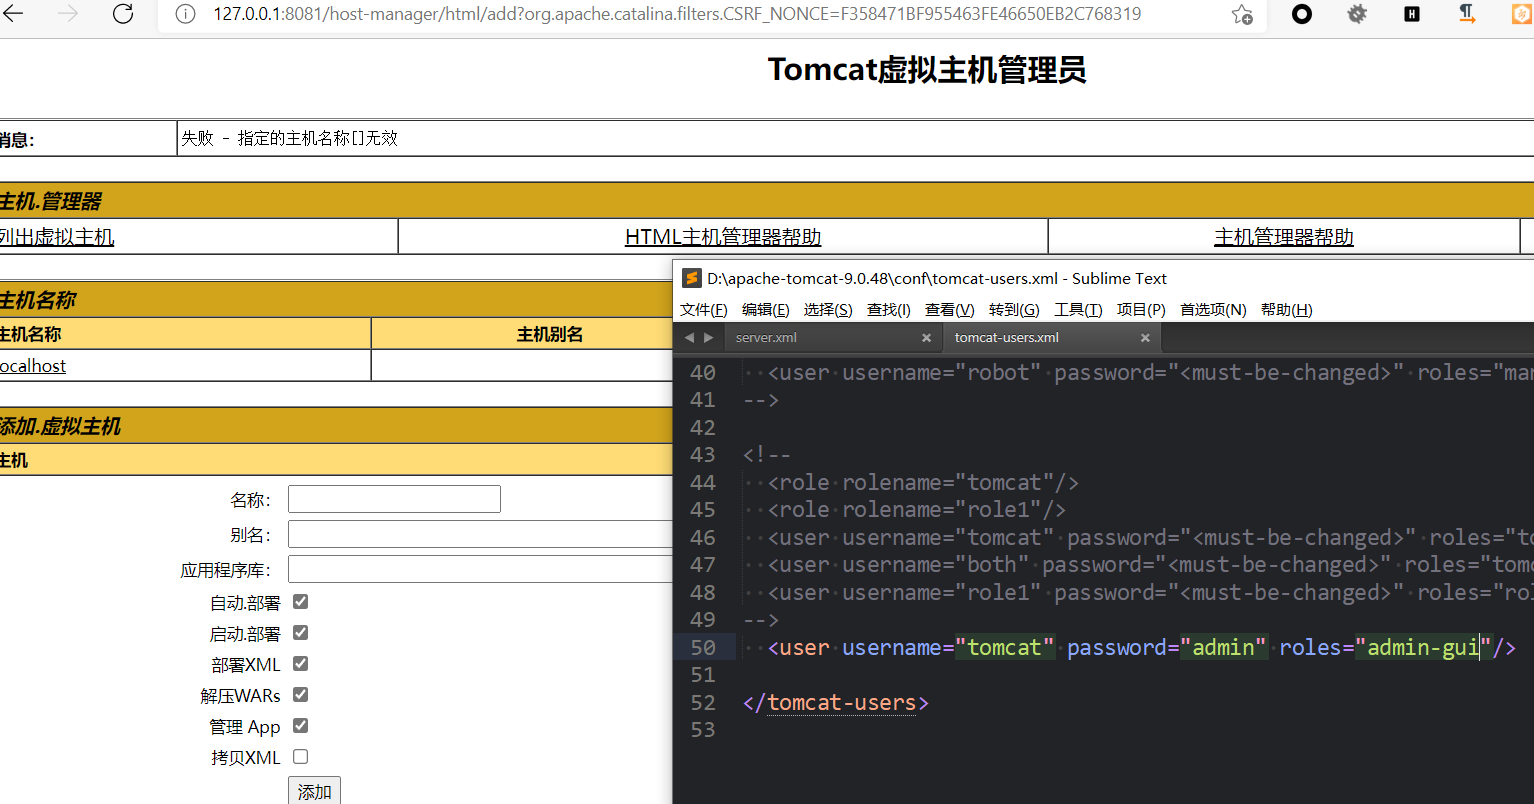 127.0.0.1:8081/host-manager/html/add?org.apache.catalina.filters.CSRF_NONCE=F358471BF955463FE46650EB2C768319
Tomcat虚拟主机管理员
消息:
失败 - 指定的主机名称[]无效
主机.管理器
列出虚拟主机 HTML主机管理器帮助 主机管理器帮助
主机名称
主机名称 主机别名
localhost
添加.虚拟主机
主机
名称:
别名:
应用程序库:
自动.部署
启动.部署
部署XML
解压WARs
管理 App
拷贝XML
添加
D:\apache-tomcat-9.0.48\conf\tomcat-users.xml - Sublime Text
文件(F) 编辑(E) 选择(S) 查找(I) 查看(V) 转到(G) 工具(T) 项目(P) 首选项(N) 帮助(H)
server.xml × tomcat-users.xml ×
40 <user username="robot" password="<must-be-changed>" roles="man
41 -->
42
43 <!--
44 <role rolename="tomcat"/>
45 <role rolename="role1"/>
46 <user username="tomcat" password="<must-be-changed>" roles="to
47 <user username="both" password="<must-be-changed>" roles="tomc
48 <user username="role1" password="<must-be-changed>" roles="rol
49 -->
50 <user username="tomcat" password="admin" roles="admin-gui"/>
51
52 </tomcat-users>
53